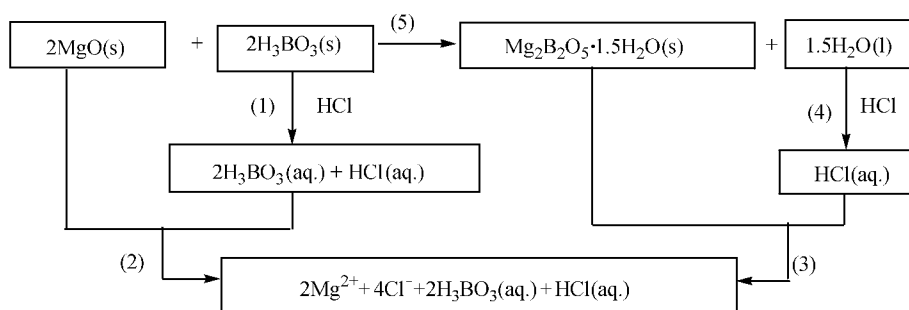 2MgO(s) + 2H₃BO₃(s) (5) Mg₂B₂O₅•1.5H₂O(s) + 1.5H₂O(l)
(1) HCl (4) HCl
2H₃BO₃(aq.) + HCl(aq.) HCl(aq.)
(2) (3)
2Mg²⁺+4Cl⁻+2H₃BO₃(aq.)+HCl(aq.)